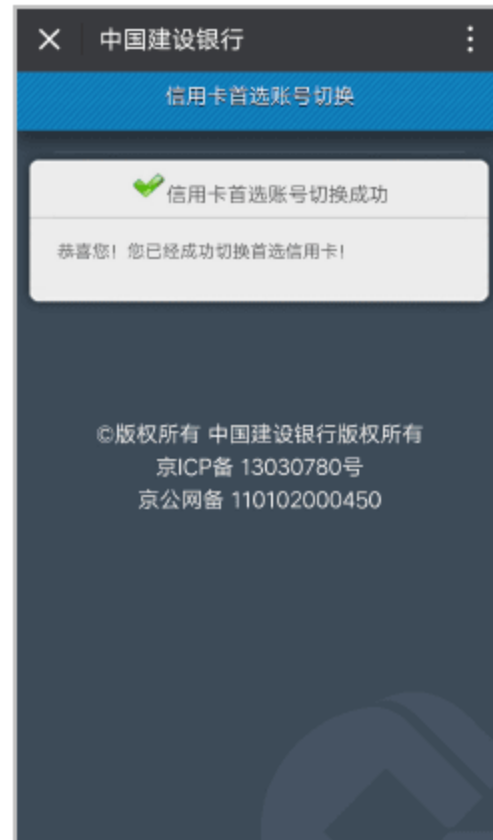 中国建设银行
信用卡首选账号切换
信用卡首选账号切换成功
恭喜您！您已经成功切换首选信用卡！
©版权所有 中国建设银行版权所有
京ICP备 13030780号
京公网备 110102000450